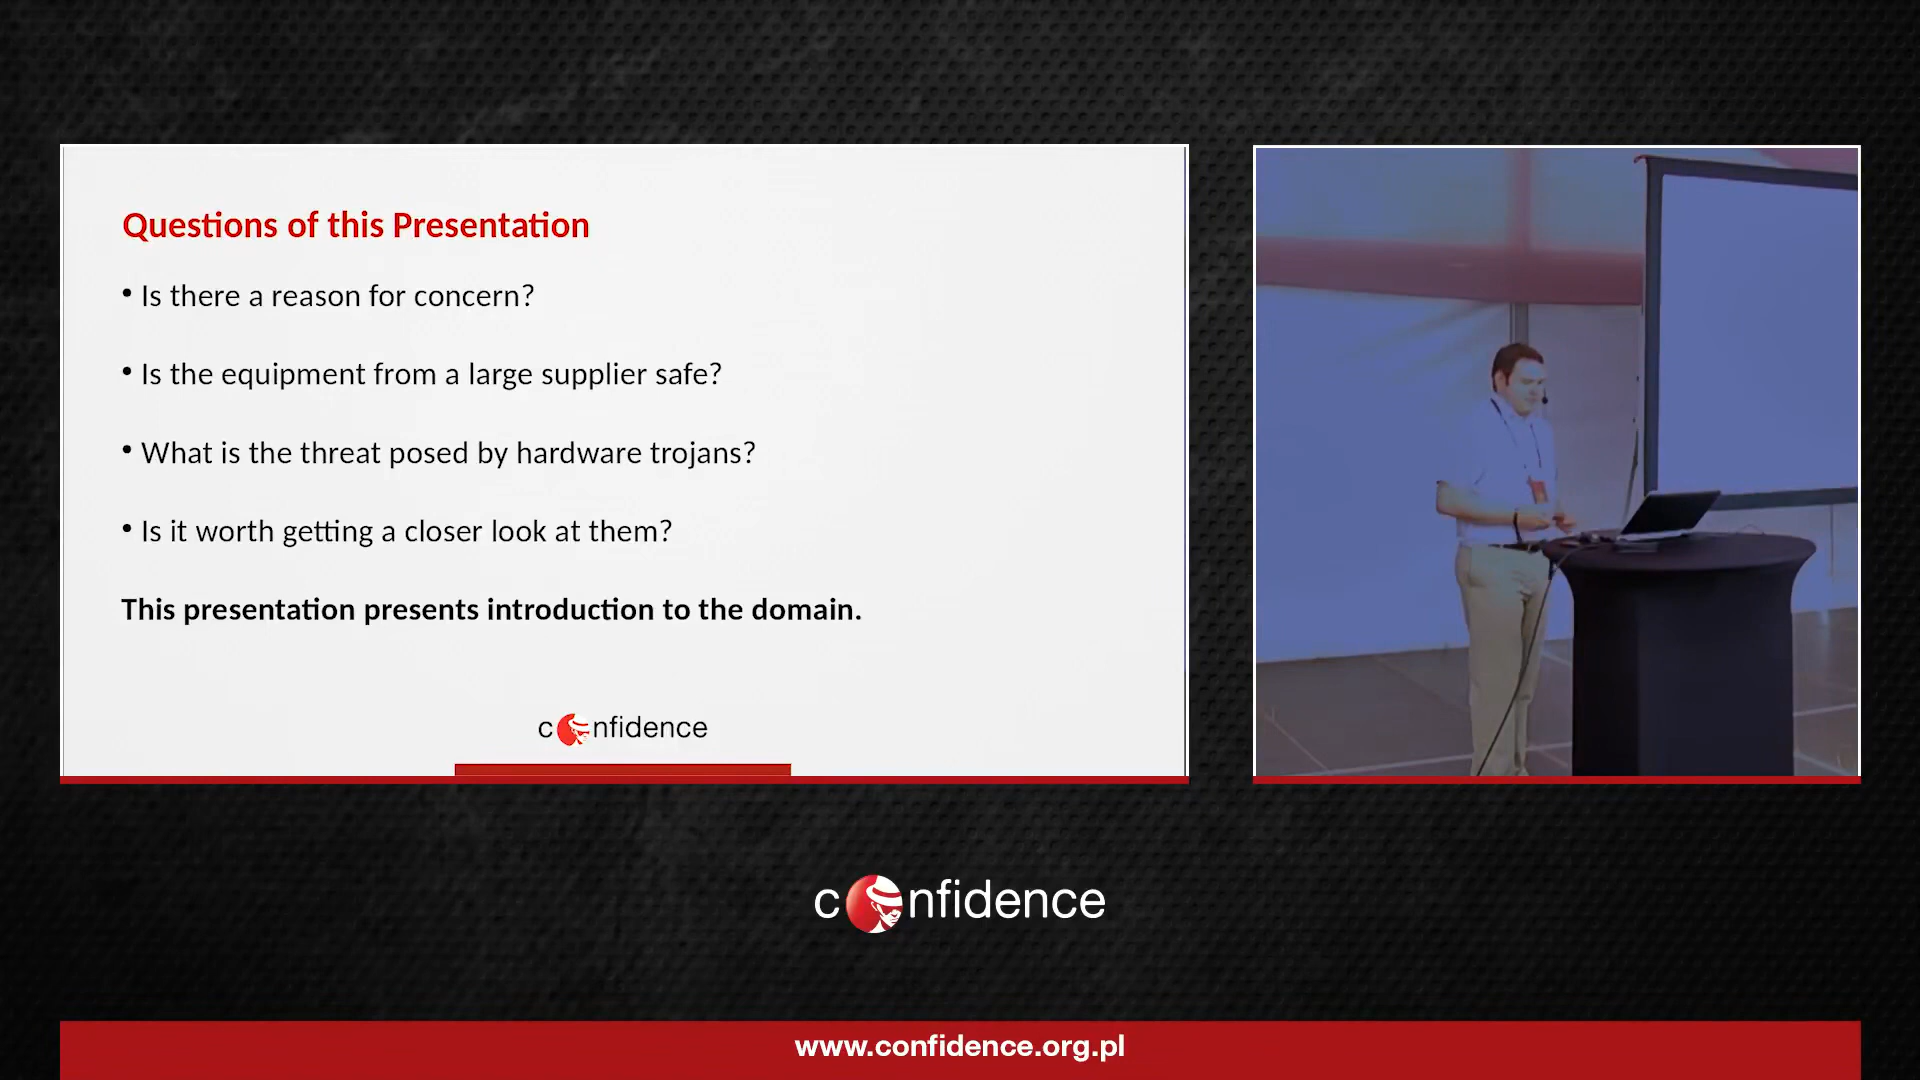 Questions of this Presentation
• Is there a reason for concern?
• Is the equipment from a large supplier safe?
• What is the threat posed by hardware trojans?
• Is it worth getting a closer look at them?
This presentation presents introduction to the domain.
confidence
confidence
www.confidence.org.pl